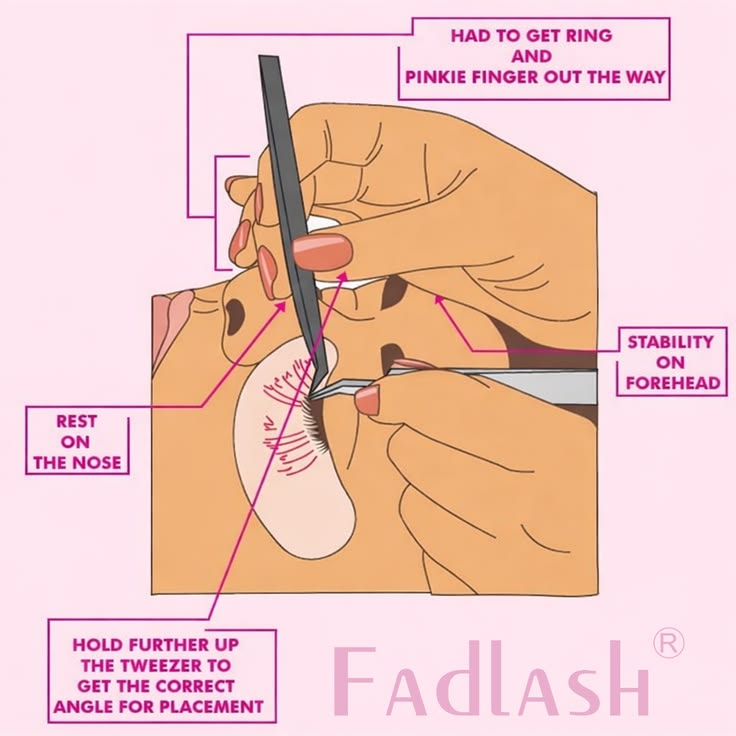 HAD TO GET RING
AND
PINKIE FINGER OUT THE WAY
STABILITY
ON
FOREHEAD
REST
ON
THE NOSE
HOLD FURTHER UP
THE TWEEZER TO
GET THE CORRECT
ANGLE FOR PLACEMENT
FADLASH®